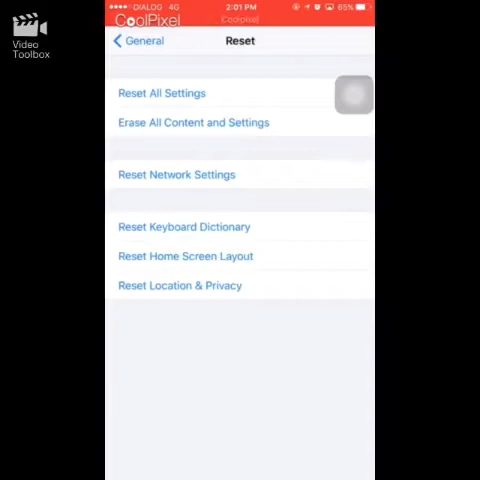 DIALOG 4G 2:01 PM 65%
CoolPixel Coolpixel
Video
Toolbox
General Reset
Reset All Settings
Erase All Content and Settings
Reset Network Settings
Reset Keyboard Dictionary
Reset Home Screen Layout
Reset Location & Privacy